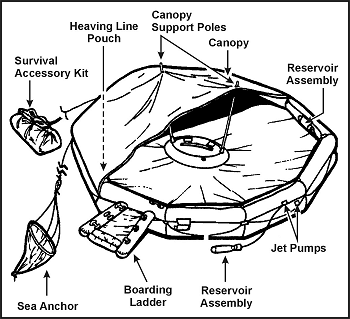 Heaving Line
Pouch
Canopy
Support Poles
Canopy
Survival
Accessory Kit
Reservoir
Assembly
Jet Pumps
Sea Anchor
Boarding
Ladder
Reservoir
Assembly